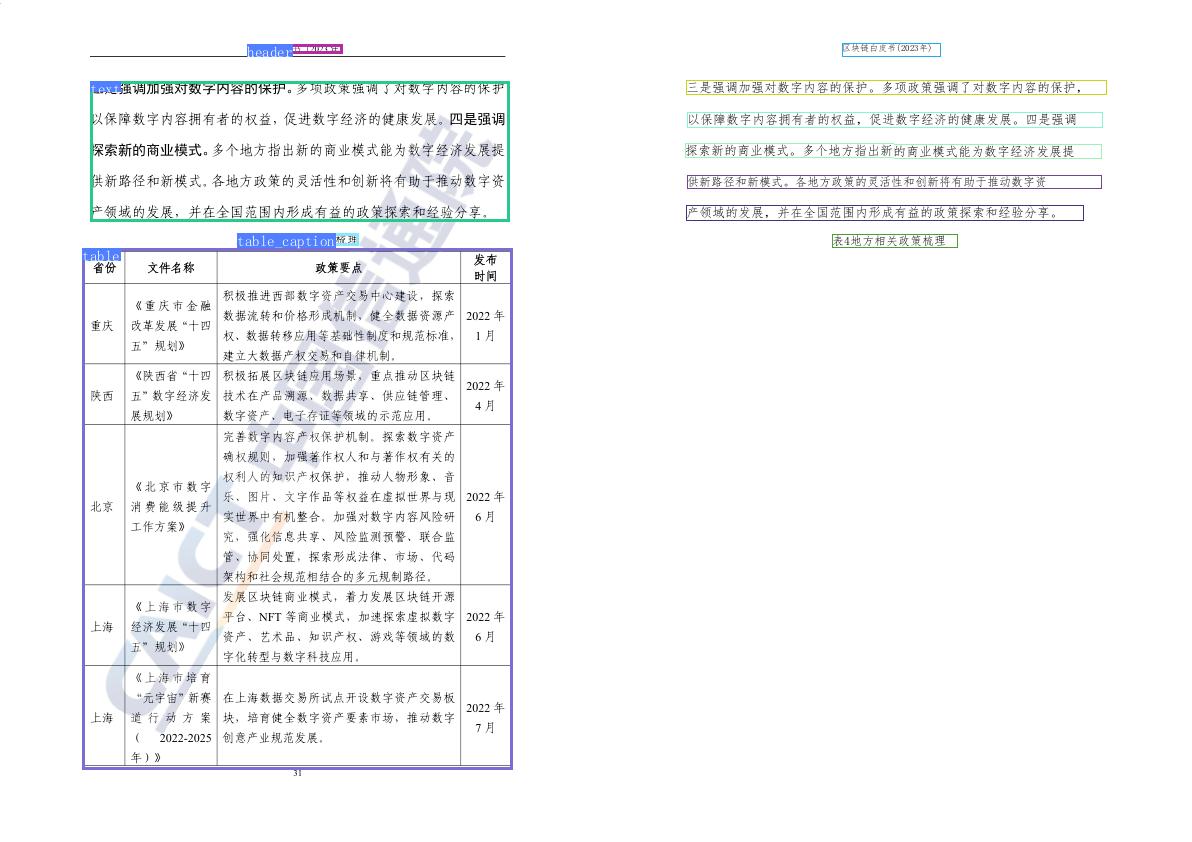 header
text
三是强调加强对数字内容的保护。多项政策强调了对数字内容的保护
以保障数字内容拥有者的权益，促进数字经济的健康发展。四是强调
探索新的商业模式。多个地方指出新的商业模式能为数字经济发展提
供新路径和新模式。各地方政策的灵活性和创新将有助于推动数字资
产领域的发展，并在全国范围内形成有益的政策探索和经验分享。
table_caption 梳理
table
省份 文件名称 政策要点 发布时间
重庆 《重庆市金融改革发展“十四五”规划》 积极推进西部数字资产交易中心建设，探索数据流转和价格形成机制，健全数据资源产权、数据转移应用等基础性制度和规范标准，建立大数据产权交易和自律机制。 2022 年 1 月
陕西 《陕西省“十四五”数字经济发展规划》 积极拓展区块链应用场景，重点推动区块链技术在产品溯源、数据共享、供应链管理、数字资产、电子存证等领域的示范应用。 2022 年 4 月
北京 《北京市数字消费能级提升工作方案》 完善数字内容产权保护机制。探索数字资产确权规则，加强著作权人和与著作权有关的权利人的知识产权保护，推动人物形象、音乐、图片、文字作品等权益在虚拟世界与现实世界中有机整合。加强对数字内容风险研究，强化信息共享、风险监测预警、联合监管、协同处置，探索形成法律、市场、代码架构和社会规范相结合的多元规制路径。 2022 年 6 月
上海 《上海市数字经济发展“十四五”规划》 发展区块链商业模式，着力发展区块链开源平台、NFT 等商业模式，加速探索虚拟数字资产、艺术品、知识产权、游戏等领域的数字化转型与数字科技应用。 2022 年 6 月
上海 《上海市培育“元宇宙”新赛道行动方案（ 2022-2025 年）》 在上海数据交易所试点开设数字资产交易板块，培育健全数字资产要素市场，推动数字创意产业规范发展。 2022 年 7 月
31
CAICT 中国信通院
区块链白皮书(2023年)
三是强调加强对数字内容的保护。多项政策强调了对数字内容的保护，
以保障数字内容拥有者的权益，促进数字经济的健康发展。四是强调
探索新的商业模式。多个地方指出新的商业模式能为数字经济发展提
供新路径和新模式。各地方政策的灵活性和创新将有助于推动数字资
产领域的发展，并在全国范围内形成有益的政策探索和经验分享。
表4地方相关政策梳理